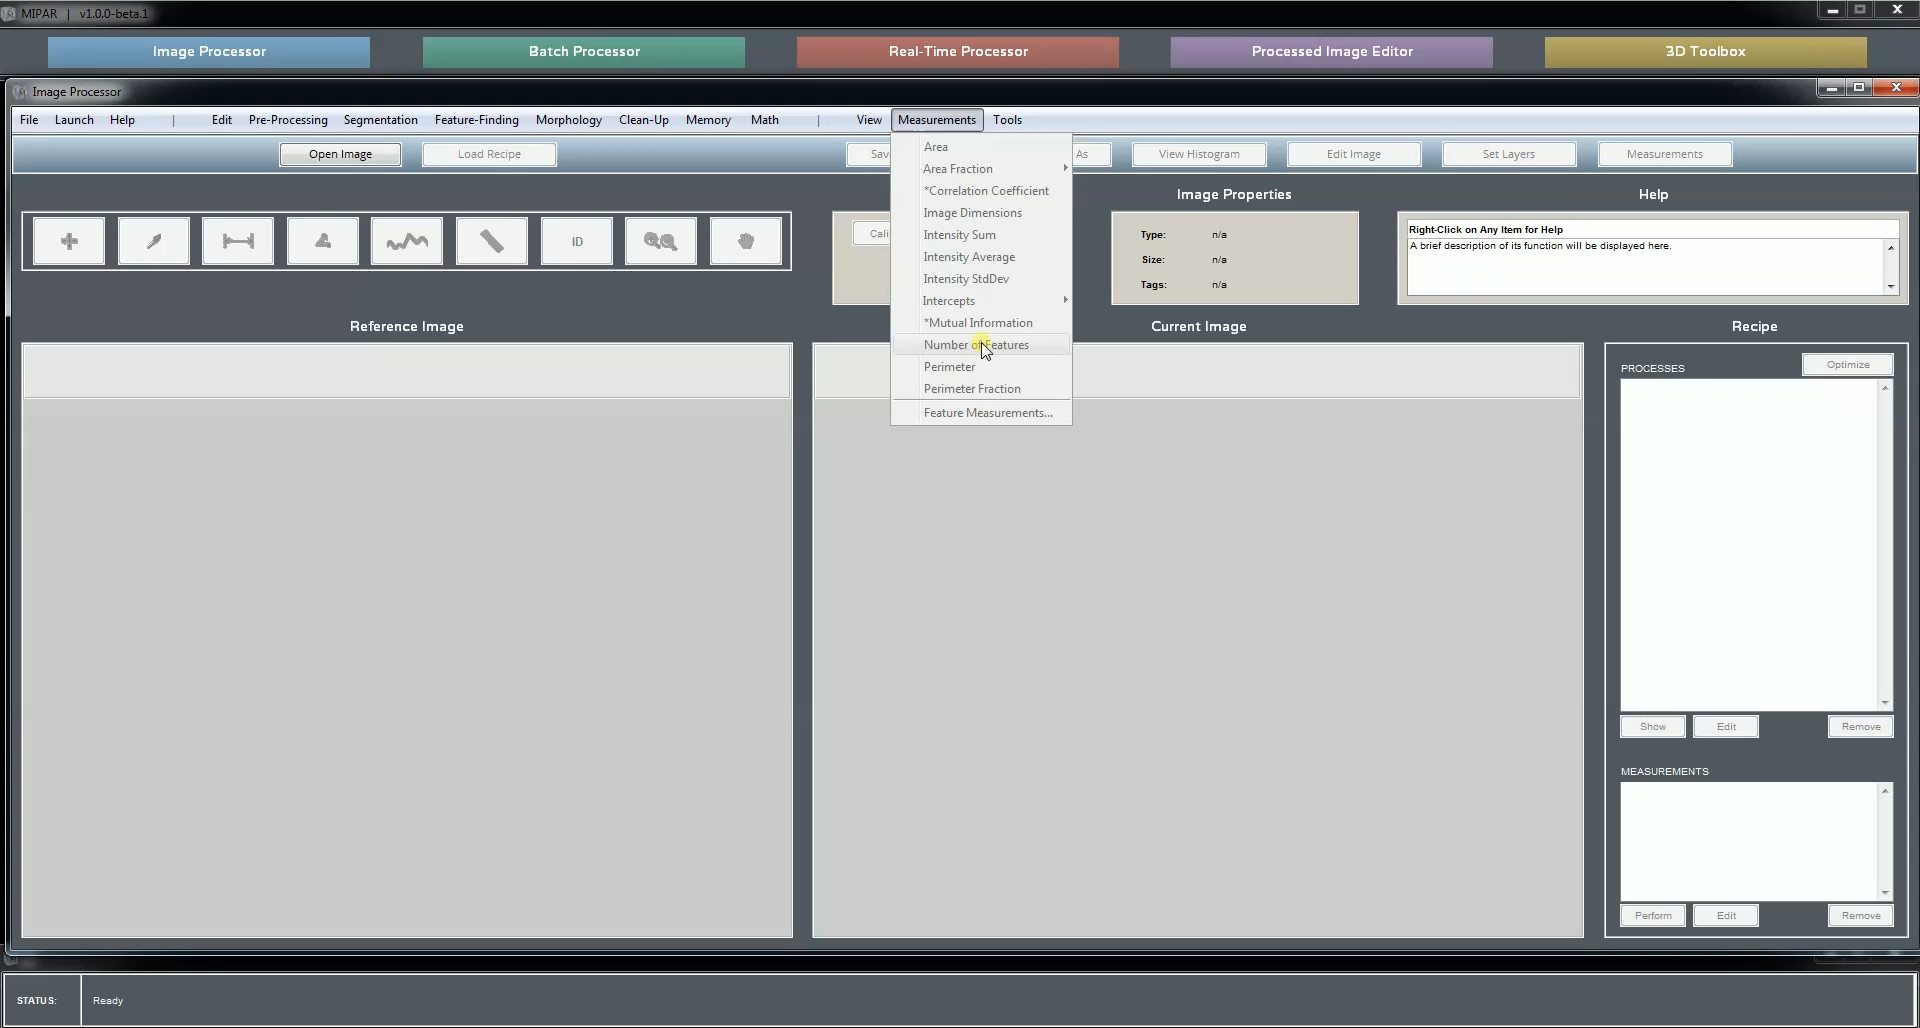 MIPAR | v1.0.0-beta.1
Image Processor
Batch Processor
Real-Time Processor
Processed Image Editor
3D Toolbox
Image Processor
File Launch Help | Edit Pre-Processing Segmentation Feature-Finding Morphology Clean-Up Memory Math | View Measurements Tools
Open Image
Load Recipe
As
View Histogram
Edit Image
Set Layers
Measurements
Area
Area Fraction
*Correlation Coefficient
Image Dimensions
Intensity Sum
Intensity Average
Intensity StdDev
Intercepts
*Mutual Information
Number of Features
Perimeter
Perimeter Fraction
Feature Measurements...
ID
Image Properties
Type: n/a
Size: n/a
Tags: n/a
Help
Right-Click on Any Item for Help
A brief description of its function will be displayed here.
Reference Image
Current Image
Recipe
PROCESSES
Optimize
Show
Edit
Remove
MEASUREMENTS
Perform
Edit
Remove
STATUS:
Ready